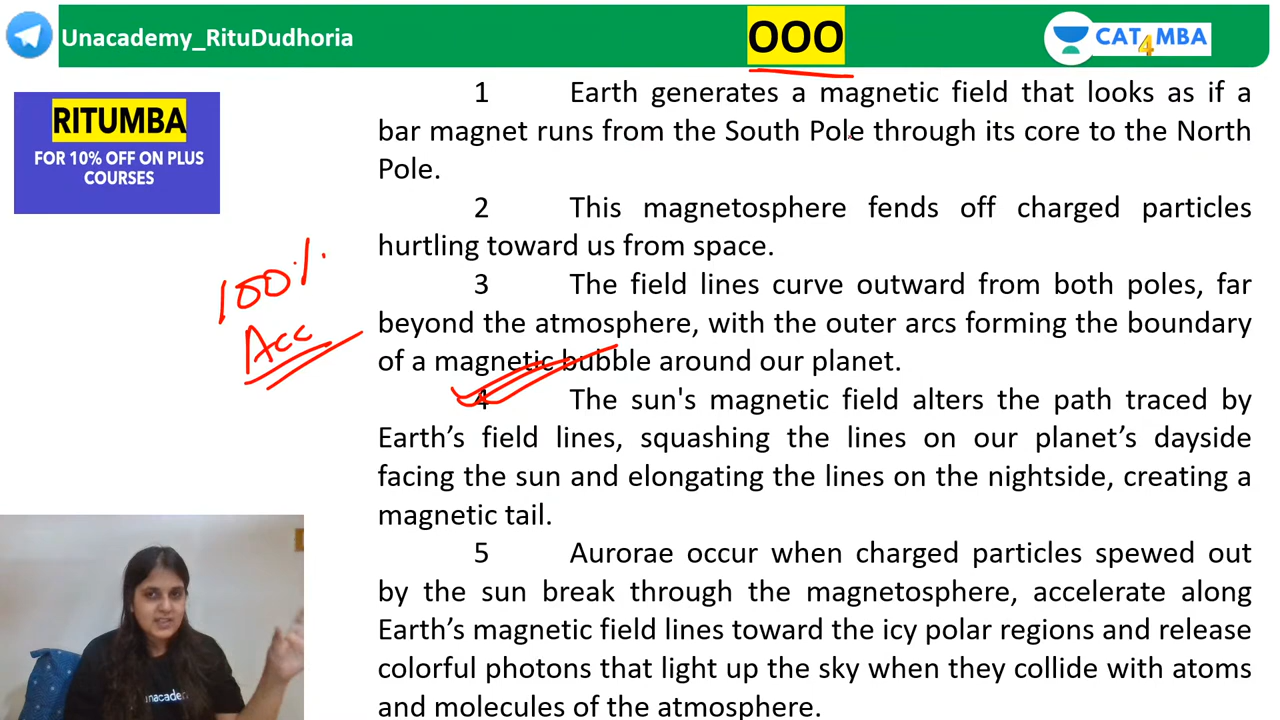 Unacademy_RituDudhoria
OOO
CAT4MBA
RITUMBA
FOR 10% OFF ON PLUS
COURSES
100%
Acc
1 Earth generates a magnetic field that looks as if a
bar magnet runs from the South Pole through its core to the North
Pole.
2 This magnetosphere fends off charged particles
hurtling toward us from space.
3 The field lines curve outward from both poles, far
beyond the atmosphere, with the outer arcs forming the boundary
of a magnetic bubble around our planet.
4 The sun's magnetic field alters the path traced by
Earth’s field lines, squashing the lines on our planet’s dayside
facing the sun and elongating the lines on the nightside, creating a
magnetic tail.
5 Aurorae occur when charged particles spewed out
by the sun break through the magnetosphere, accelerate along
Earth’s magnetic field lines toward the icy polar regions and release
colorful photons that light up the sky when they collide with atoms
and molecules of the atmosphere.
unacademy